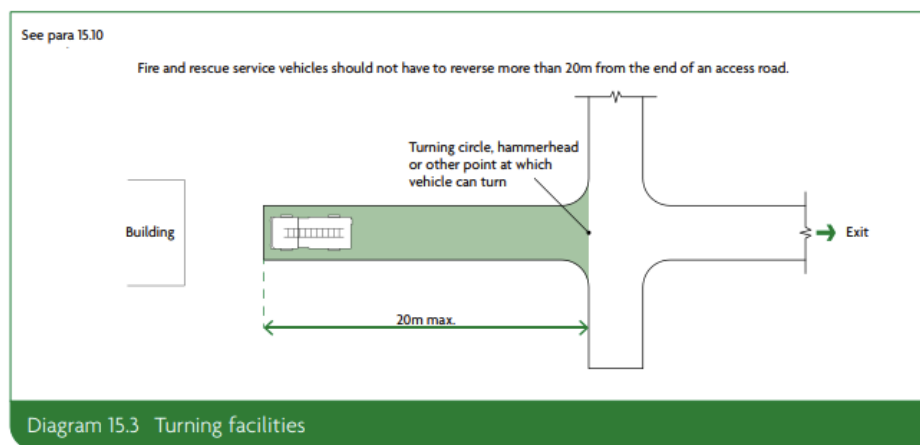 See para 15.10
Fire and rescue service vehicles should not have to reverse more than 20m from the end of an access road.
Turning circle, hammerhead
or other point at which
vehicle can turn
Building
Exit
20m max.
Diagram 15.3 Turning facilities